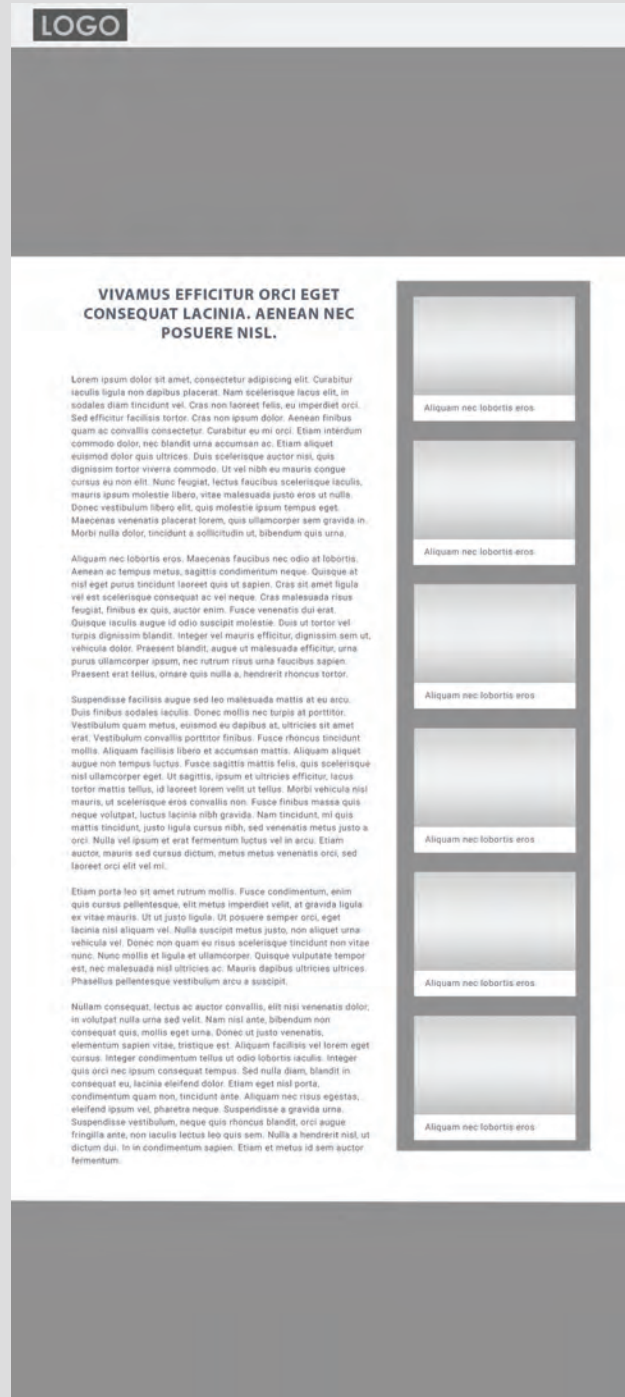 LOGO
VIVAMUS EFFICITUR ORCI EGET
CONSEQUAT LACINIA. AENEAN NEC
POSUERE NISL.
Lorem ipsum dolor sit amet, consectetur adipiscing elit. Curabitur
iaculis ligula non dapibus placerat. Nam scelerisque lacus elit, in
sodales diam tincidunt vel. Cras non laoreet felis, eu imperdiet orci.
Sed efficitur facilisis tortor. Cras non ipsum dolor. Aenean finibus
quam ac convallis consectetur. Curabitur eu mi orci. Etiam interdum
commodo dolor, nec blandit urna accumsan ac. Etiam aliquet
euismod dolor quis ultrices. Duis scelerisque auctor nisi, quis
dignissim tortor viverra commodo. Ut vel nibh eu mauris congue
cursus eu non elit. Nunc feugiat, lectus faucibus scelerisque iaculis,
mauris ipsum molestie libero, vitae malesuada justo eros ut nulla.
Donec vestibulum libero elit, quis molestie ipsum tempus eget.
Maecenas venenatis placerat lorem, quis ullamcorper sem gravida in.
Morbi nulla dolor, tincidunt a sollicitudin ut, bibendum quis urna.
Aliquam nec lobortis eros. Maecenas faucibus nec odio at lobortis.
Aenean ac tempus metus, sagittis condimentum neque. Quisque at
nisl eget purus tincidunt laoreet quis ut sapien. Cras sit amet ligula
vel est scelerisque consequat ac vel neque. Cras malesuada risus
feugiat, finibus ex quis, auctor enim. Fusce venenatis dui erat.
Quisque iaculis augue id odio suscipit molestie. Duis ut tortor vel
turpis dignissim blandit. Integer vel mauris efficitur, dignissim sem ut,
vehicula dolor. Praesent blandit, augue ut malesuada efficitur, urna
purus ullamcorper ipsum, nec rutrum risus urna faucibus sapien.
Praesent erat tellus, ornare quis nulla a, hendrerit rhoncus tortor.
Suspendisse facilisis augue sed leo malesuada mattis at eu arcu.
Duis finibus sodales iaculis. Donec mollis nec turpis at porttitor.
Vestibulum quam metus, euismod eu dapibus at, ultricies sit amet
erat. Vestibulum convallis porttitor finibus. Fusce rhoncus tincidunt
mollis. Aliquam facilisis libero et accumsan mattis. Aliquam aliquet
augue non tempus luctus. Fusce sagittis mattis felis, quis scelerisque
nisl ullamcorper eget. Ut sagittis, ipsum et ultricies efficitur, lacus
tortor mattis tellus, id laoreet lorem velit ut tellus. Morbi vehicula nisl
mauris, ut scelerisque eros convallis non. Fusce finibus massa quis
neque volutpat, luctus lacinia nibh gravida. Nam tincidunt, mi quis
mattis tincidunt, justo ligula cursus nibh, sed venenatis metus justo a
orci. Nulla vel ipsum et erat fermentum luctus vel in arcu. Etiam
auctor, mauris sed cursus dictum, metus metus venenatis orci, sed
laoreet orci elit vel mi.
Etiam porta leo sit amet rutrum mollis. Fusce condimentum, enim
quis cursus pellentesque, elit metus imperdiet velit, at gravida ligula
ex vitae mauris. Ut ut justo ligula. Ut posuere semper orci, eget
lacinia nisl aliquam vel. Nulla suscipit metus justo, non aliquet urna
vehicula vel. Donec non quam eu risus scelerisque tincidunt non vitae
nunc. Nunc mollis et ligula et ullamcorper. Quisque vulputate tempor
est, nec malesuada nisl ultricies ac. Mauris dapibus ultricies ultrices.
Phasellus pellentesque vestibulum arcu a suscipit.
Nullam consequat, lectus ac auctor convallis, elit nisi venenatis dolor,
in volutpat nulla urna sed velit. Nam nisl ante, bibendum non
consequat quis, mollis eget urna. Donec ut justo venenatis,
elementum sapien vitae, tristique est. Aliquam facilisis vel lorem eget
cursus. Integer condimentum tellus ut odio lobortis iaculis. Integer
quis orci nec ipsum consequat tempus. Sed nulla diam, blandit in
consequat eu, lacinia eleifend dolor. Etiam eget nisl porta,
condimentum quam non, tincidunt ante. Aliquam nec risus egestas,
eleifend ipsum vel, pharetra neque. Suspendisse a gravida urna.
Suspendisse vestibulum, neque quis rhoncus blandit, orci augue
fringilla ante, non iaculis lectus leo quis sem. Nulla a hendrerit nisl, ut
dictum dui. In in condimentum sapien. Etiam et metus id sem auctor
fermentum.
Aliquam nec lobortis eros
Aliquam nec lobortis eros
Aliquam nec lobortis eros
Aliquam nec lobortis eros
Aliquam nec lobortis eros
Aliquam nec lobortis eros